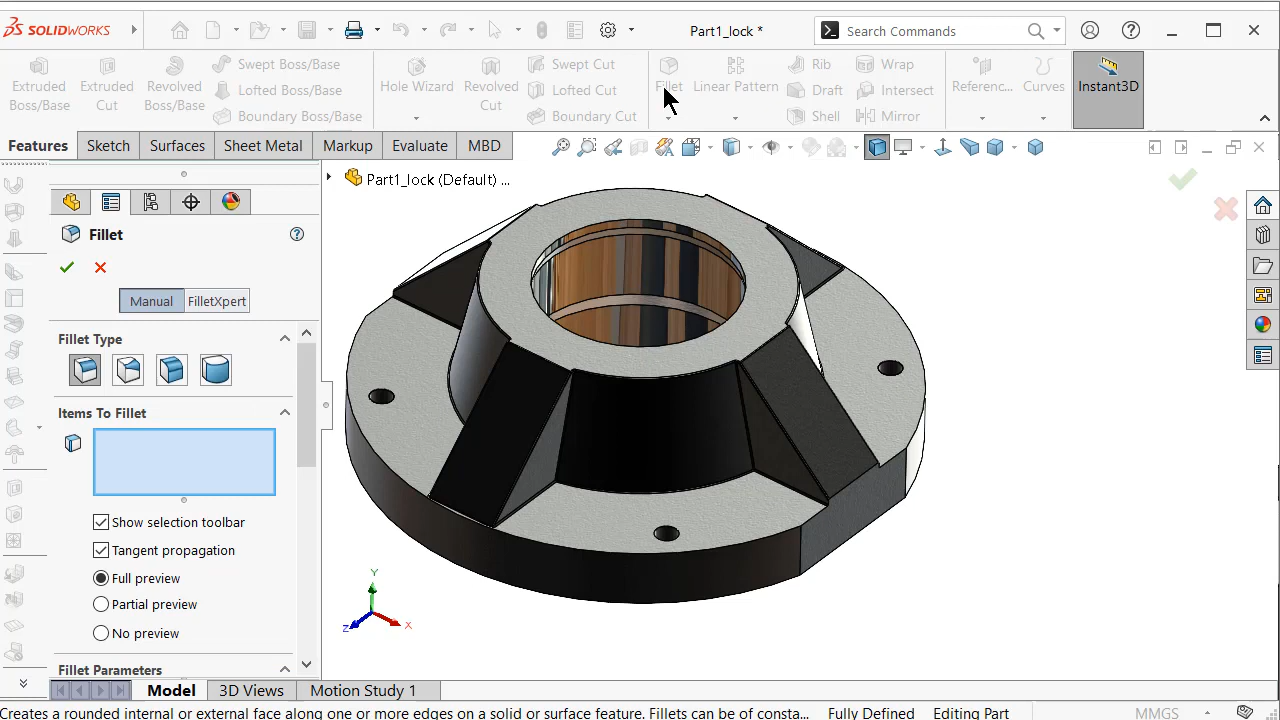 SOLIDWORKS
Part1_lock *
Search Commands
Extruded Boss/Base
Extruded Cut
Revolved Boss/Base
Swept Boss/Base
Lofted Boss/Base
Boundary Boss/Base
Hole Wizard
Revolved Cut
Swept Cut
Lofted Cut
Boundary Cut
Fillet
Linear Pattern
Rib
Draft
Shell
Wrap
Intersect
Mirror
Referenc...
Curves
Instant3D
Features
Sketch
Surfaces
Sheet Metal
Markup
Evaluate
MBD
Part1_lock (Default) ...
Fillet
Manual
FilletXpert
Fillet Type
Items To Fillet
Show selection toolbar
Tangent propagation
Full preview
Partial preview
No preview
Fillet Parameters
Y
X
Z
Model
3D Views
Motion Study 1
Creates a rounded internal or external face along one or more edges on a solid or surface feature. Fillets can be of consta...
Fully Defined
Editing Part
MMGS